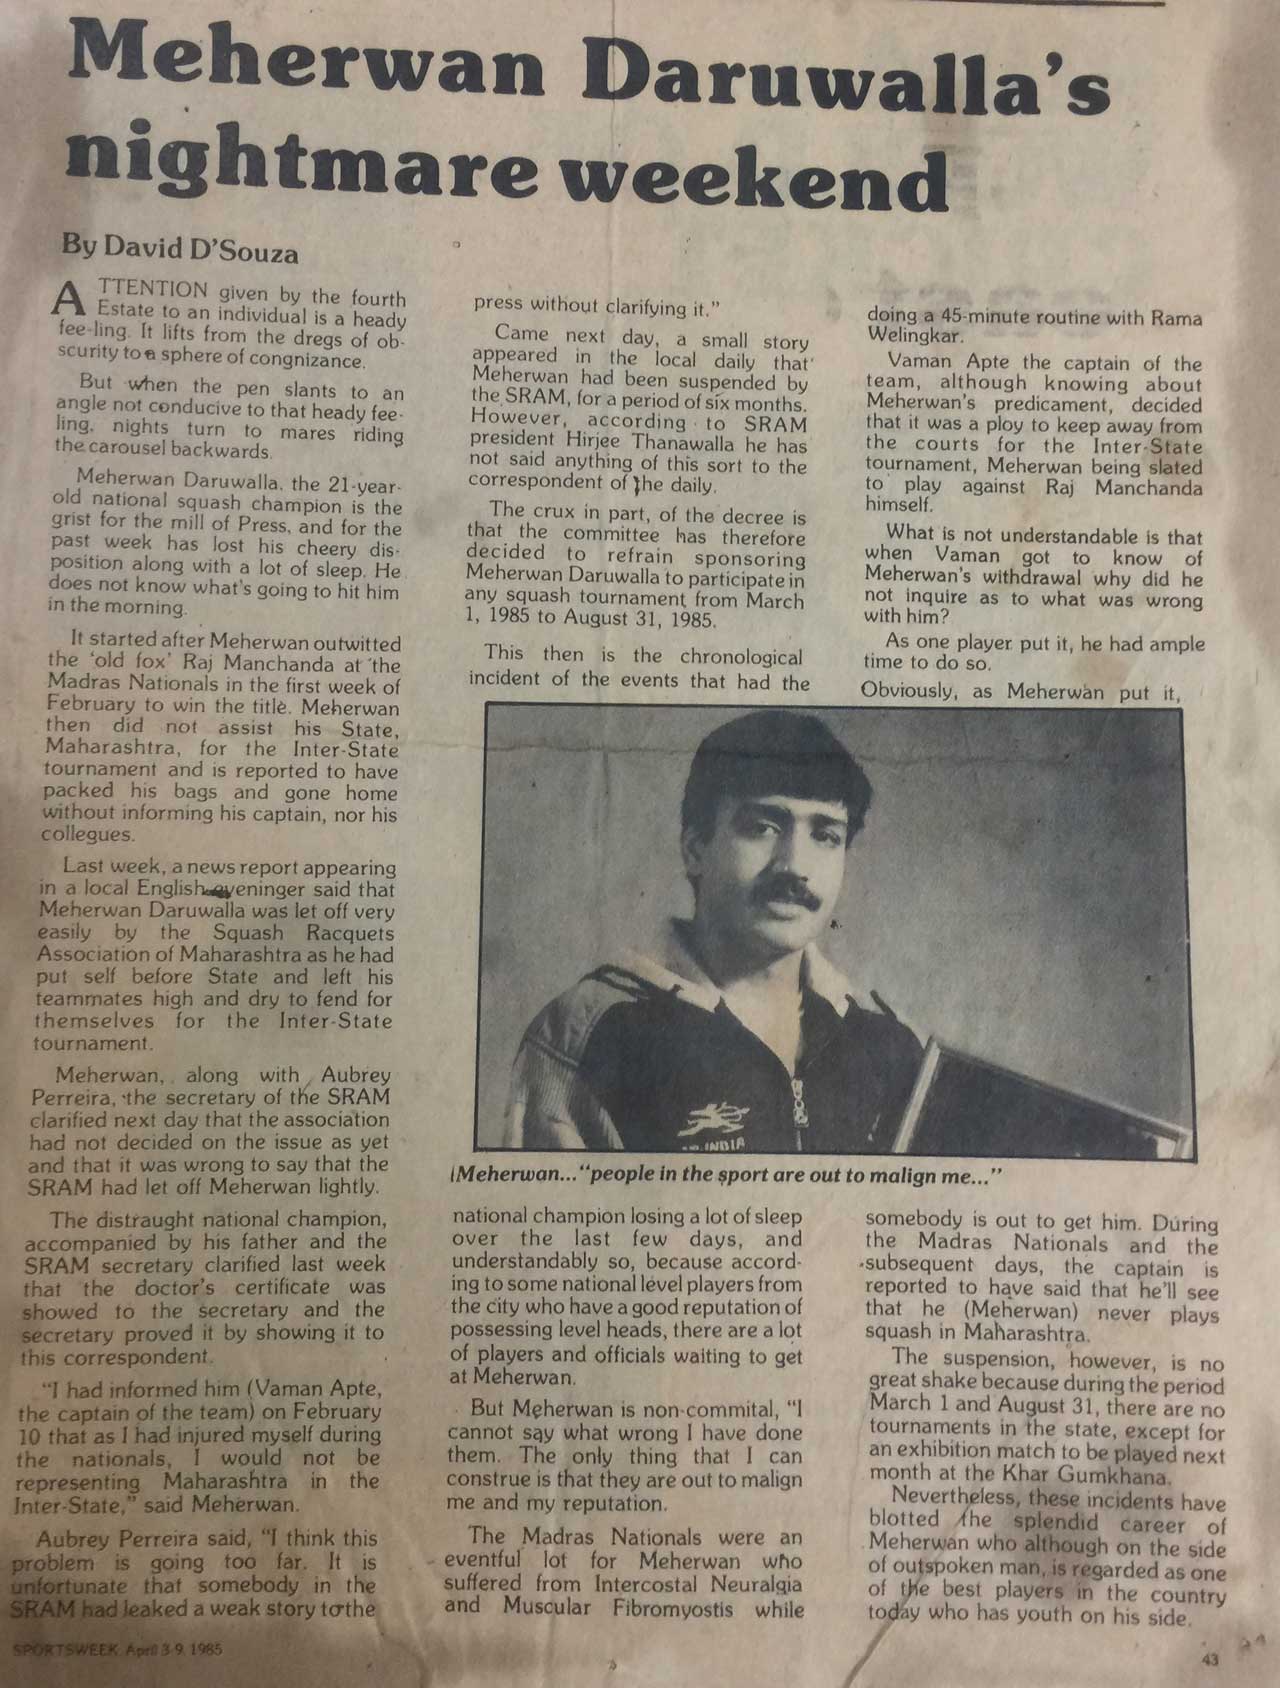 Meherwan Daruwalla's
nightmare weekend
By David D'Souza
ATTENTION given by the fourth
Estate to an individual is a heady
fee-ling. It lifts from the dregs of ob-
scurity to a sphere of congnizance.
But when the pen slants to an
angle not conducive to that heady fee-
ling, nights turn to mares riding
the carousel backwards.
Meherwan Daruwalla, the 21-year-
old national squash champion is the
grist for the mill of Press, and for the
past week has lost his cheery dis-
position along with a lot of sleep. He
does not know what's going to hit him
in the morning.
It started after Meherwan outwitted
the 'old fox' Raj Manchanda at the
Madras Nationals in the first week of
February to win the title. Meherwan
then did not assist his State,
Maharashtra, for the Inter-State
tournament and is reported to have
packed his bags and gone home
without informing his captain, nor his
collegues.
Last week, a news report appearing
in a local English eveninger said that
Meherwan Daruwalla was let off very
easily by the Squash Racquets
Association of Maharashtra as he had
put self before State and left his
teammates high and dry to fend for
themselves for the Inter-State
tournament.
Meherwan, along with Aubrey
Perreira, the secretary of the SRAM
clarified next day that the association
had not decided on the issue as yet
and that it was wrong to say that the
SRAM had let off Meherwan lightly.
The distraught national champion,
accompanied by his father and the
SRAM secretary clarified last week
that the doctor's certificate was
showed to the secretary and the
secretary proved it by showing it to
this correspondent.
"I had informed him (Vaman Apte,
the captain of the team) on February
10 that as I had injured myself during
the nationals, I would not be
representing Maharashtra in the
Inter-State," said Meherwan.
Aubrey Perreira said, "I think this
problem is going too far. It is
unfortunate that somebody in the
SRAM had leaked a weak story to the
press without clarifying it."
Came next day, a small story
appeared in the local daily that
Meherwan had been suspended by
the SRAM, for a period of six months.
However, according to SRAM
president Hirjee Thanawalla he has
not said anything of this sort to the
correspondent of the daily.
The crux in part, of the decree is
that the committee has therefore
decided to refrain sponsoring
Meherwan Daruwalla to participate in
any squash tournament from March
1, 1985 to August 31, 1985.
This then is the chronological
incident of the events that had the
national champion losing a lot of sleep
over the last few days, and
understandably so, because accord-
ing to some national level players from
the city who have a good reputation of
possessing level heads, there are a lot
of players and officials waiting to get
at Meherwan.
But Meherwan is non-commital, "I
cannot say what wrong I have done
them. The only thing that I can
construe is that they are out to malign
me and my reputation.
The Madras Nationals were an
eventful lot for Meherwan who
suffered from Intercostal Neuralgia
and Muscular Fibromyostis while
doing a 45-minute routine with Rama
Welingkar.
Vaman Apte the captain of the
team, although knowing about
Meherwan's predicament, decided
that it was a ploy to keep away from
the courts for the Inter-State
tournament, Meherwan being slated
to play against Raj Manchanda
himself.
What is not understandable is that
when Vaman got to know of
Meherwan's withdrawal why did he
not inquire as to what was wrong
with him?
As one player put it, he had ample
time to do so.
Obviously, as Meherwan put it,
somebody is out to get him. During
the Madras Nationals and the
subsequent days, the captain is
reported to have said that he'll see
that he (Meherwan) never plays
squash in Maharashtra.
The suspension, however, is no
great shake because during the period
March 1 and August 31, there are no
tournaments in the state, except for
an exhibition match to be played next
month at the Khar Gumkhana.
Nevertheless, these incidents have
blotted the splendid career of
Meherwan who although on the side
of outspoken man, is regarded as one
of the best players in the country
today who has youth on his side.
INDIA
Meherwan..."people in the sport are out to malign me..."
SPORTSWEEK, April 3-9, 1985
43